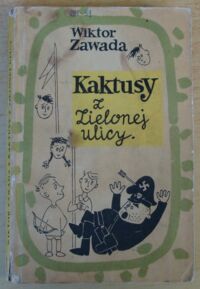 Wiktor
Zawada
Kaktusy
z
Zielonej
ulicy.